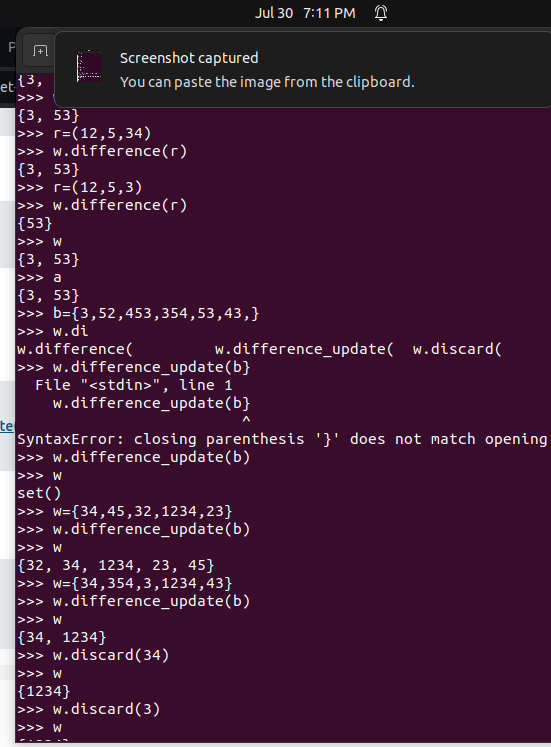 Jul 30 7:11 PM
Screenshot captured
You can paste the image from the clipboard.
P
et-
te(
{3,
>>>
{3, 53}
>>> r=(12,5,34)
>>> w.difference(r)
{3, 53}
>>> r=(12,5,3)
>>> w.difference(r)
{53}
>>> w
{3, 53}
>>> a
{3, 53}
>>> b={3,52,453,354,53,43,}
>>> w.di
w.difference( w.difference_update( w.discard(
>>> w.difference_update(b}
File "<stdin>", line 1
w.difference_update(b}
^
SyntaxError: closing parenthesis '}' does not match opening
>>> w.difference_update(b)
>>> w
set()
>>> w={34,45,32,1234,23}
>>> w.difference_update(b)
>>> w
{32, 34, 1234, 23, 45}
>>> w={34,354,3,1234,43}
>>> w.difference_update(b)
>>> w
{34, 1234}
>>> w.discard(34)
>>> w
{1234}
>>> w.discard(3)
>>> w